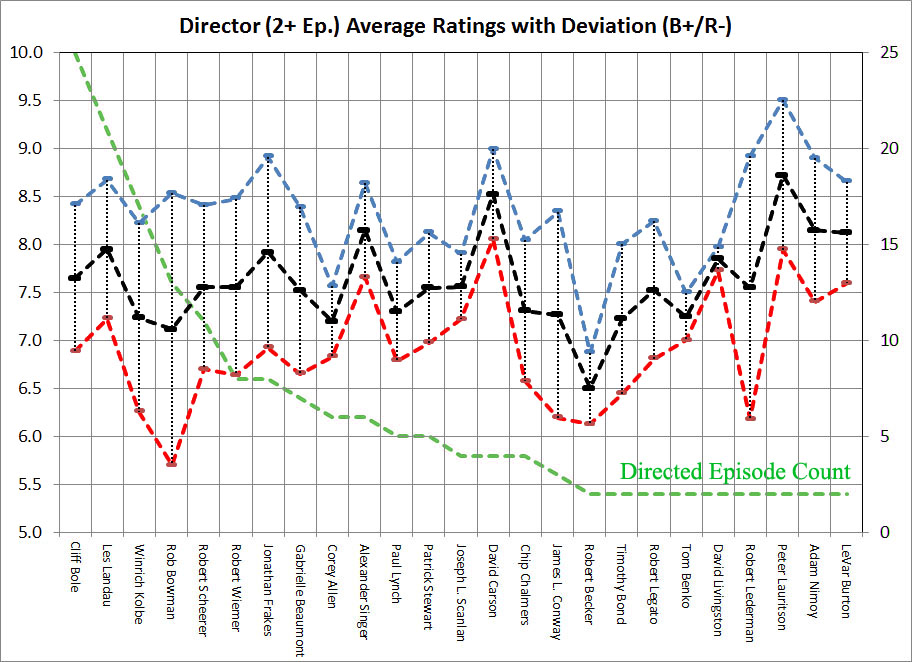 Director (2+ Ep.) Average Ratings with Deviation (B+/R-)
10.0
9.5
9.0
8.5
8.0
7.5
7.0
6.5
6.0
5.5
5.0
25
20
15
10
5
0
Directed Episode Count
Cliff Bole
Les Landau
Winrich Kolbe
Rob Bowman
Robert Scheerer
Robert Wiemer
Jonathan Frakes
Gabrielle Beaumont
Corey Allen
Alexander Singer
Paul Lynch
Patrick Stewart
Joseph L. Scanlan
David Carson
Chip Chalmers
James L. Conway
Robert Becker
Timothy Bond
Robert Legato
Tom Benko
David Livingston
Robert Lederman
Peter Lauritson
Adam Nimoy
LeVar Burton